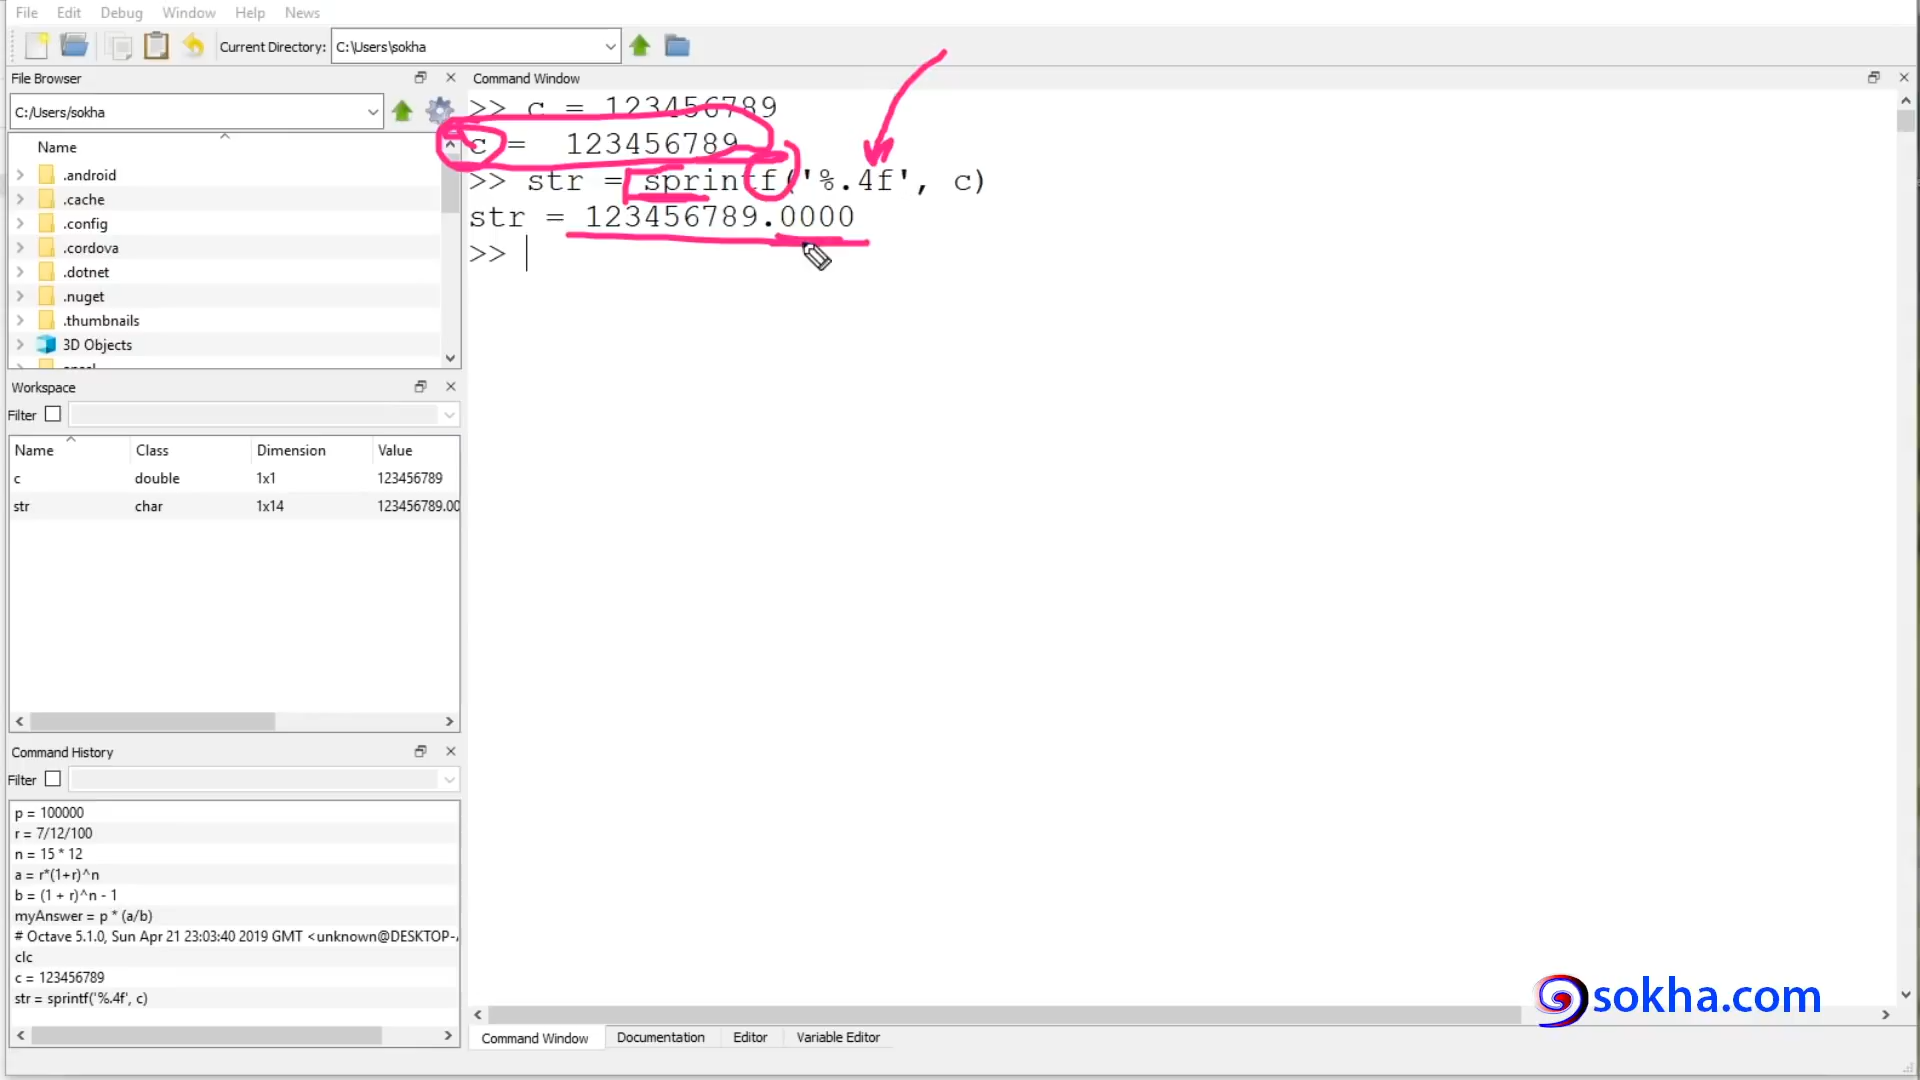 File Edit Debug Window Help News
Current Directory: C:\Users\sokha
File Browser
C:/Users/sokha
Name
.android
.cache
.config
.cordova
.dotnet
.nuget
.thumbnails
3D Objects
Workspace
Filter
Name Class Dimension Value
c double 1x1 123456789
str char 1x14 123456789.00
Command History
Filter
p = 100000
r = 7/12/100
n = 15 * 12
a = r*(1+r)^n
b = (1 + r)^n - 1
myAnswer = p * (a/b)
# Octave 5.1.0, Sun Apr 21 23:03:40 2019 GMT <unknown@DESKTOP-
clc
c = 123456789
str = sprintf('%.4f', c)
Command Window
>> c = 123456789
c = 123456789
>> str = sprintf('%.4f', c)
str = 123456789.0000
>>
Command Window Documentation Editor Variable Editor
sokha.com